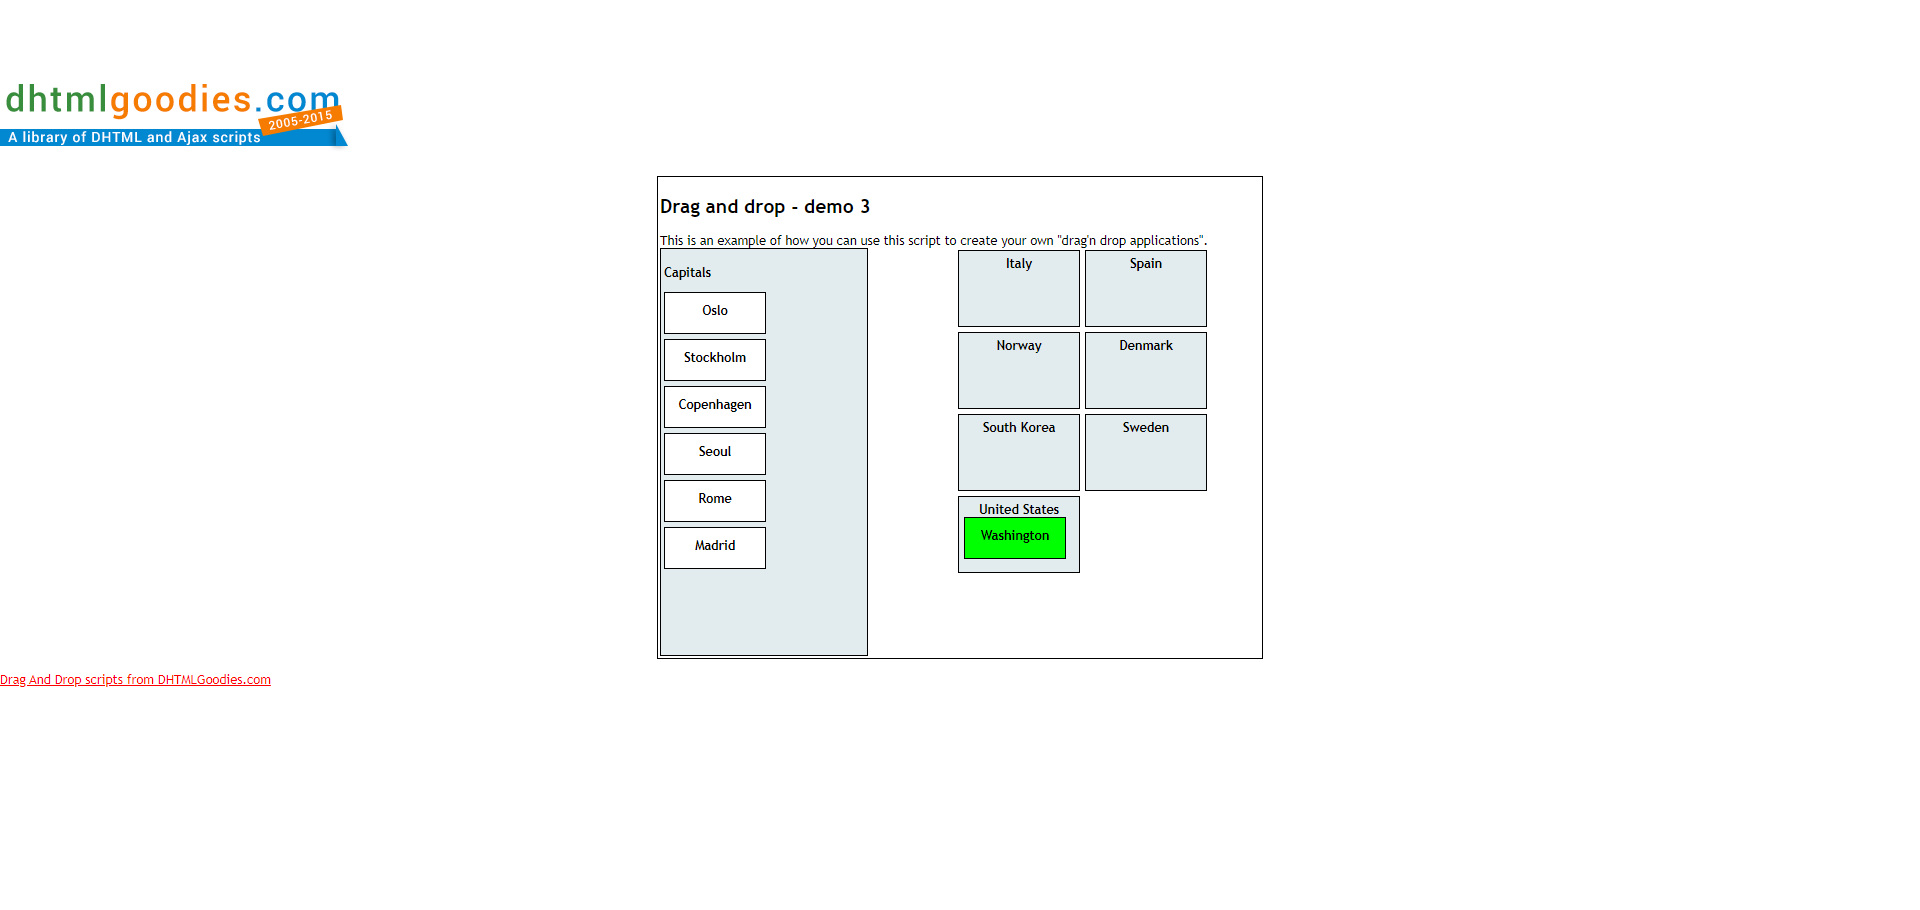 dhtmlgoodies.com
2005-2015
A library of DHTML and Ajax scripts
Drag and drop - demo 3
This is an example of how you can use this script to create your own "drag'n drop applications".
Capitals
Oslo
Stockholm
Copenhagen
Seoul
Rome
Madrid
Italy
Spain
Norway
Denmark
South Korea
Sweden
United States
Washington
Drag And Drop scripts from DHTMLGoodies.com